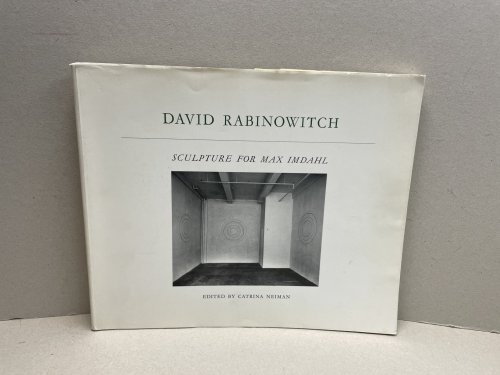 DAVID RABINOWITCH
SCULPTURE FOR MAX IMDAHL
EDITED BY CATRINA NEIMAN